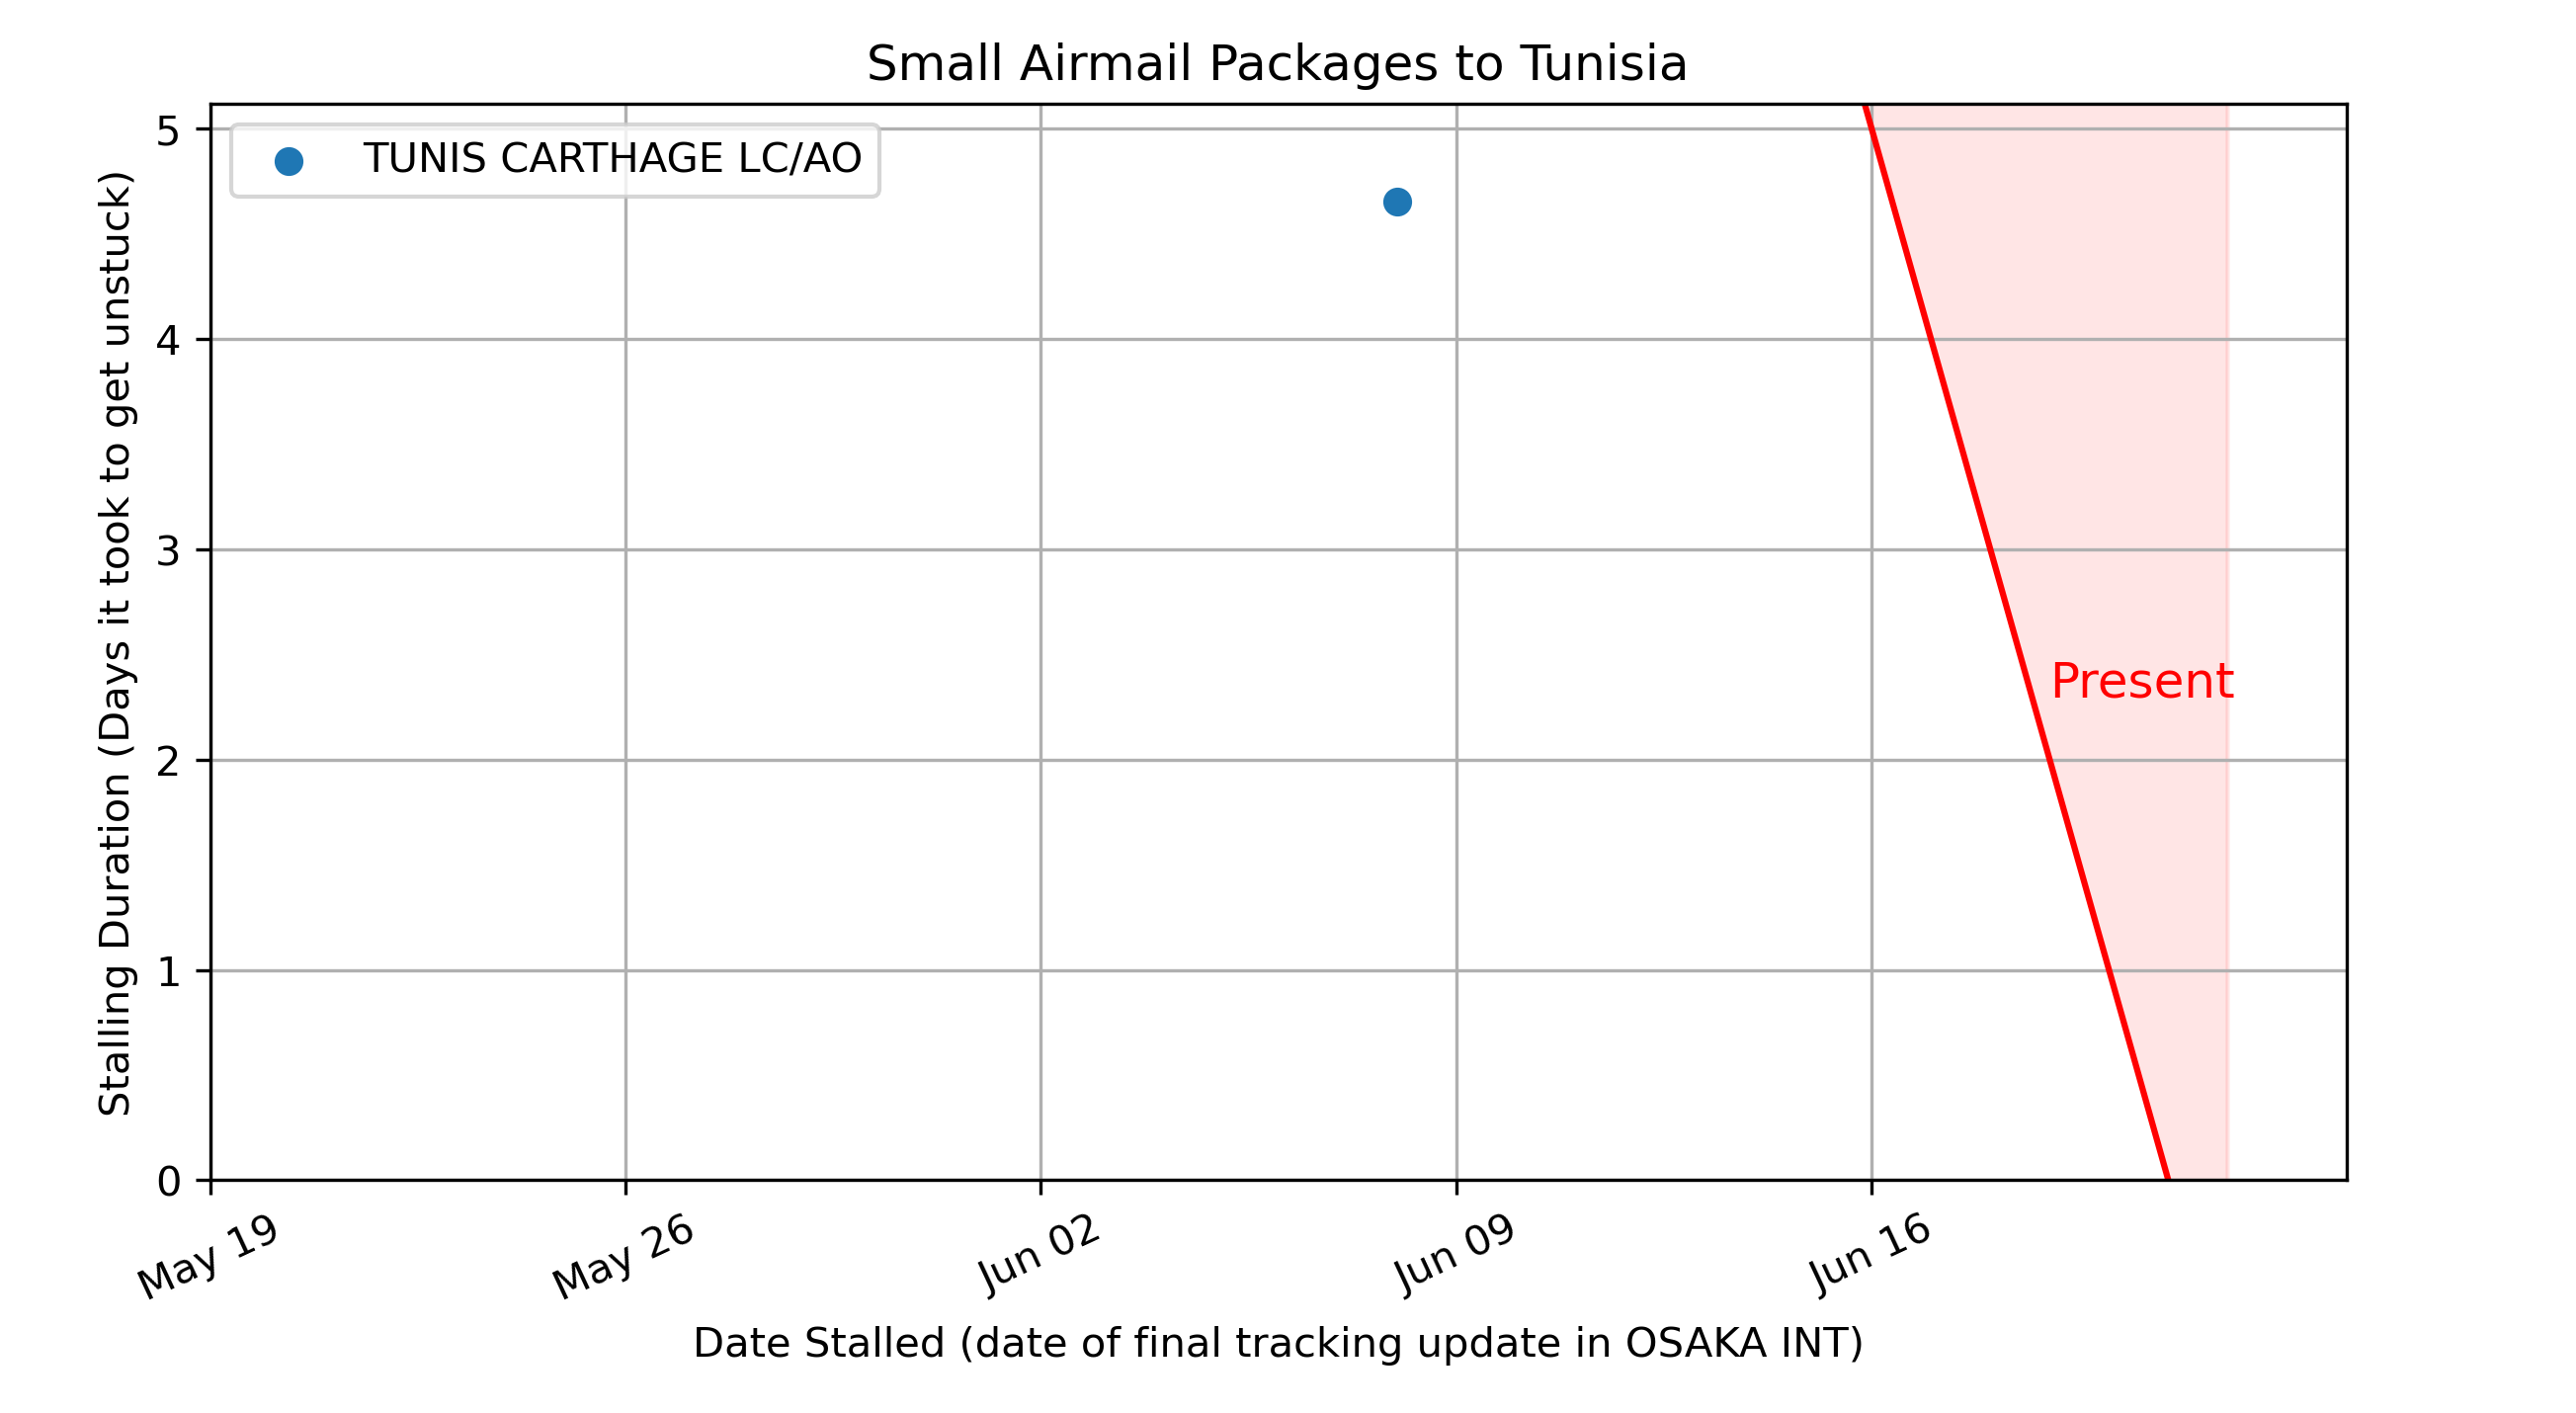 Small Airmail Packages to Tunisia
TUNIS CARTHAGE LC/AO
Stalling Duration (Days it took to get unstuck)
5
4
3
2
1
0
Present
May 19
May 26
Jun 02
Jun 09
Jun 16
Date Stalled (date of final tracking update in OSAKA INT)